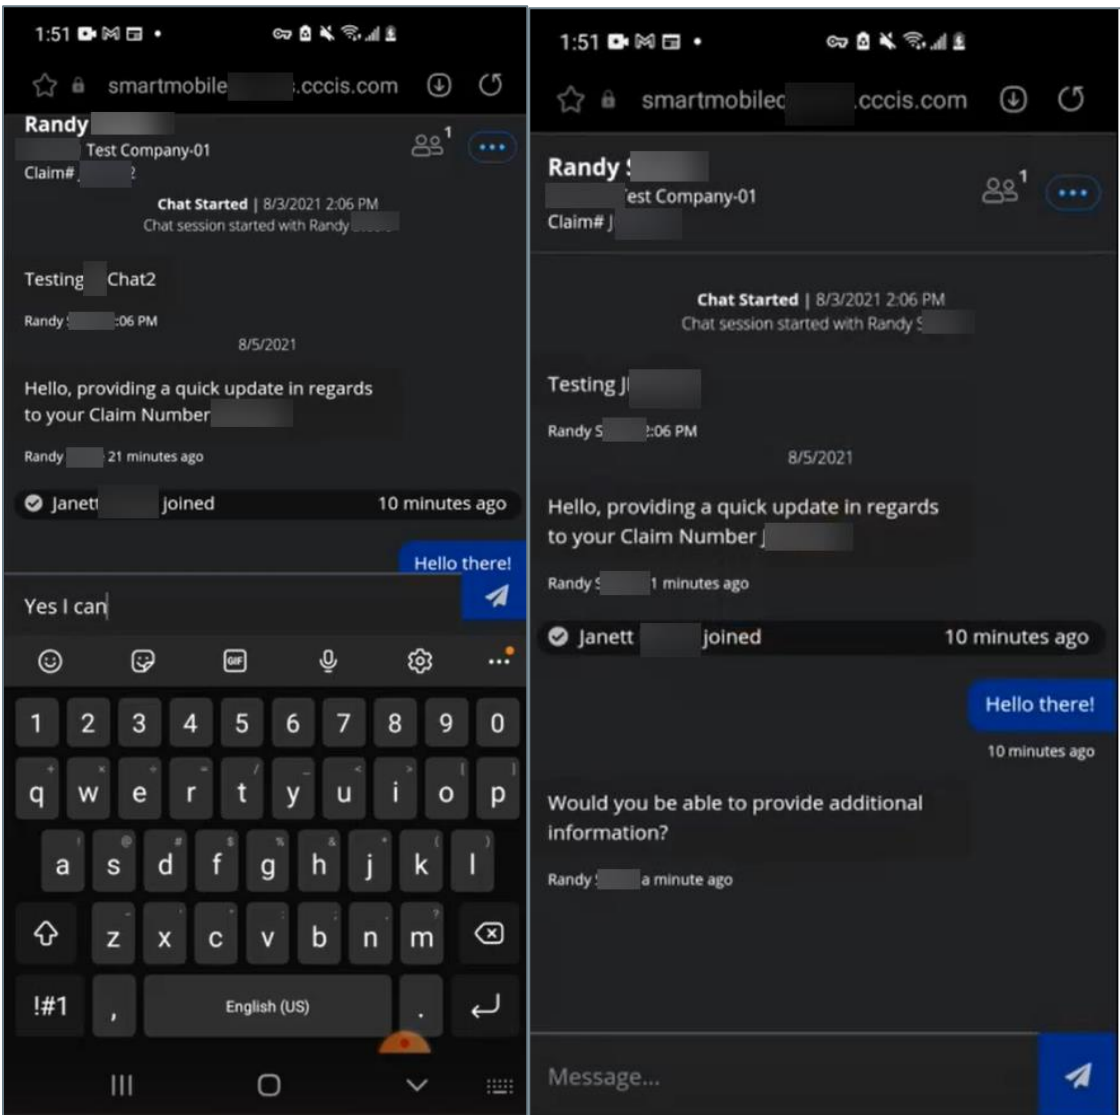 1:51
smartmobile .cccis.com
Randy
Test Company-01
1
Claim#
Chat Started | 8/3/2021 2:06 PM
Chat session started with Randy
Testing Chat2
Randy :06 PM
8/5/2021
Hello, providing a quick update in regards
to your Claim Number
Randy 21 minutes ago
Janett joined 10 minutes ago
Hello there!
Yes I can
GIF
1 2 3 4 5 6 7 8 9 0
q w e r t y u i o p
a s d f g h j k l
z x c v b n m
!#1 , English (US) .
1:51
smartmobile .cccis.com
Randy S
Test Company-01
1
Claim# J
Chat Started | 8/3/2021 2:06 PM
Chat session started with Randy S
Testing J
Randy S 2:06 PM
8/5/2021
Hello, providing a quick update in regards
to your Claim Number J
Randy S 1 minutes ago
Janett joined 10 minutes ago
Hello there!
10 minutes ago
Would you be able to provide additional
information?
Randy S a minute ago
Message...